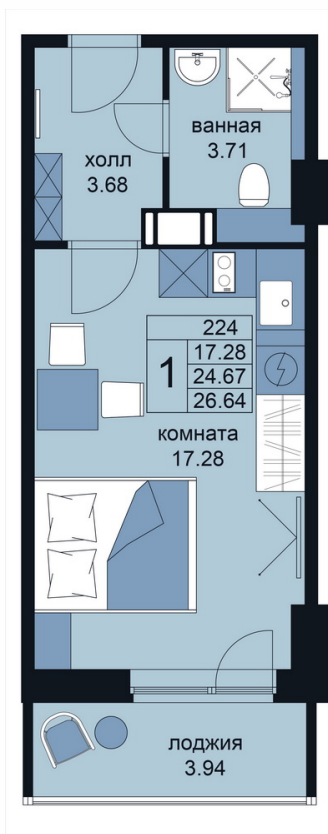 ванная
3.71
холл
3.68
224
1
17.28
24.67
26.64
комната
17.28
лоджия
3.94